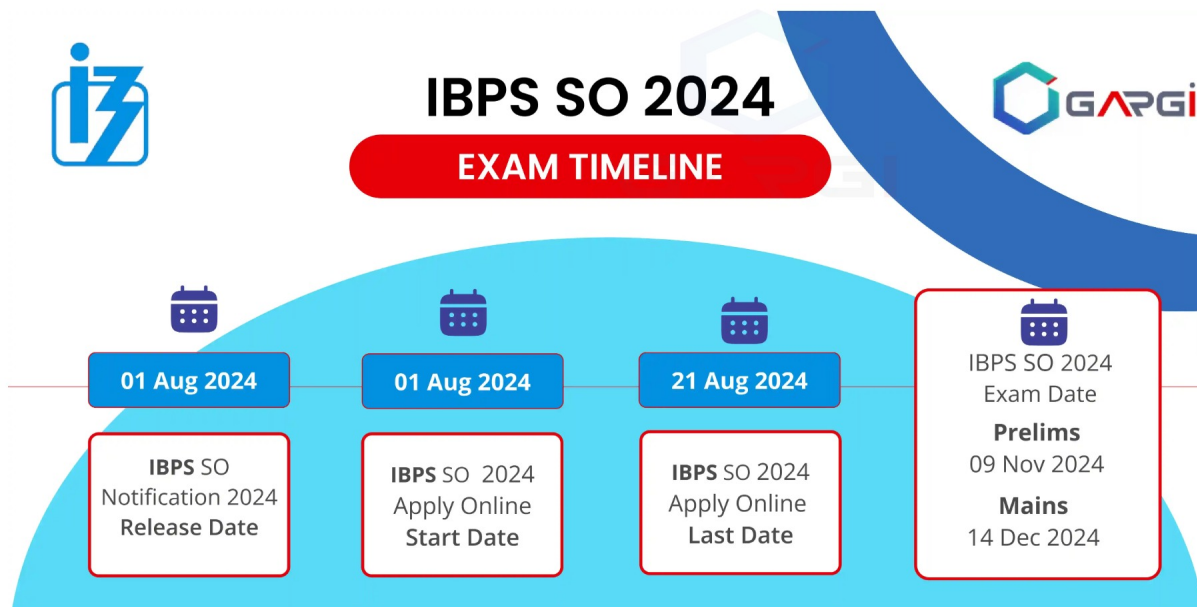 IBPS SO 2024
GARGI
EXAM TIMELINE
01 Aug 2024
IBPS SO
Notification 2024
Release Date
01 Aug 2024
IBPS SO 2024
Apply Online
Start Date
21 Aug 2024
IBPS SO 2024
Apply Online
Last Date
IBPS SO 2024
Exam Date
Prelims
09 Nov 2024
Mains
14 Dec 2024